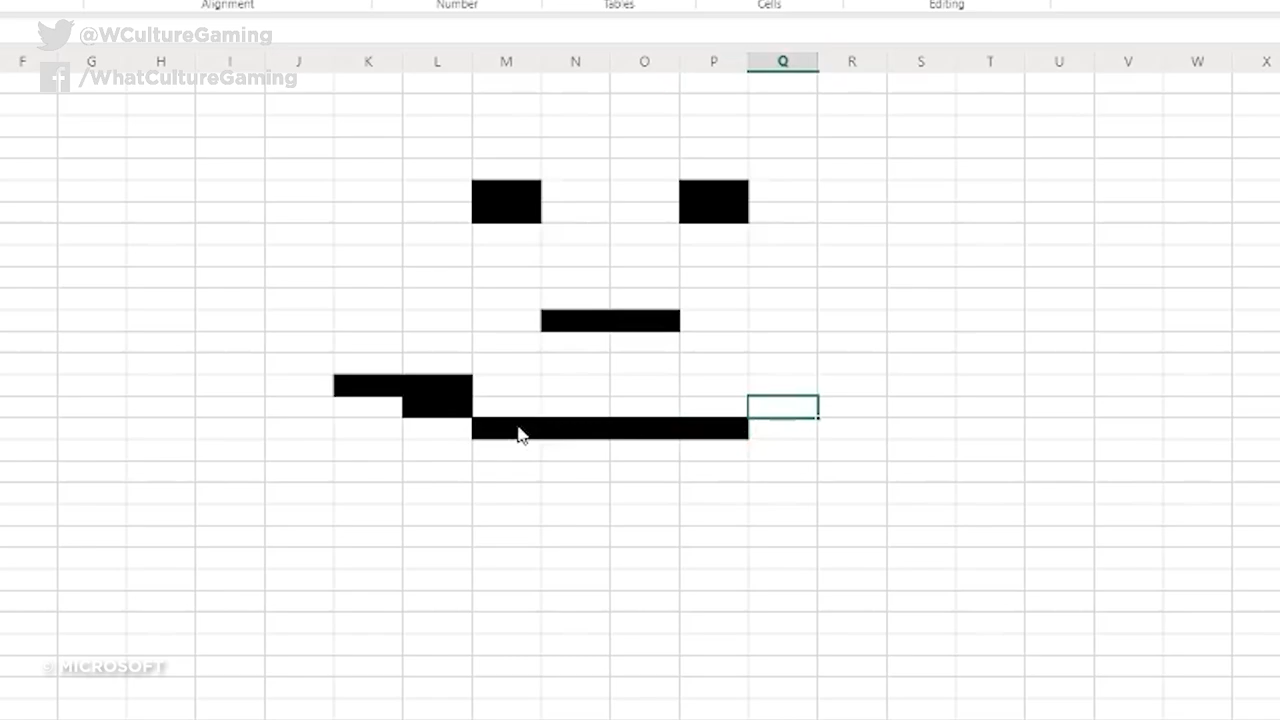 Alignment Number Tables Cells Editing
@WCultureGaming
F G H I J K L M N O P Q R S T U V W X
/WhatCultureGaming
© MICROSOFT